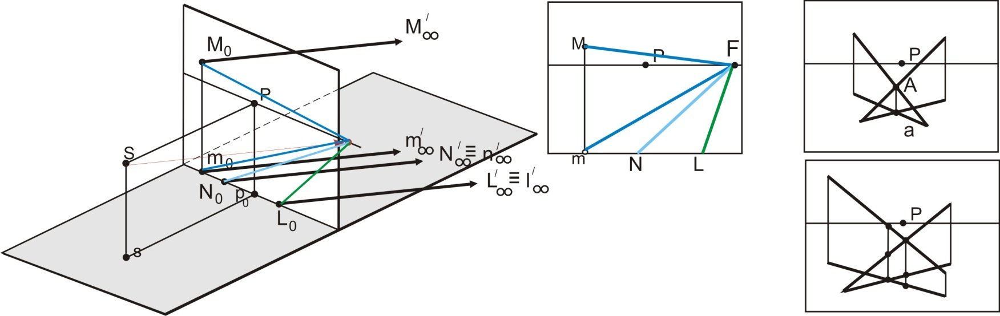 M′∞
M₀
P
S
m₀
m′∞
N′∞ ≡ n′∞
N₀
p₀
L′∞ ≡ l′∞
L₀
s
M
P
F
m
N
L
P
A
a
P